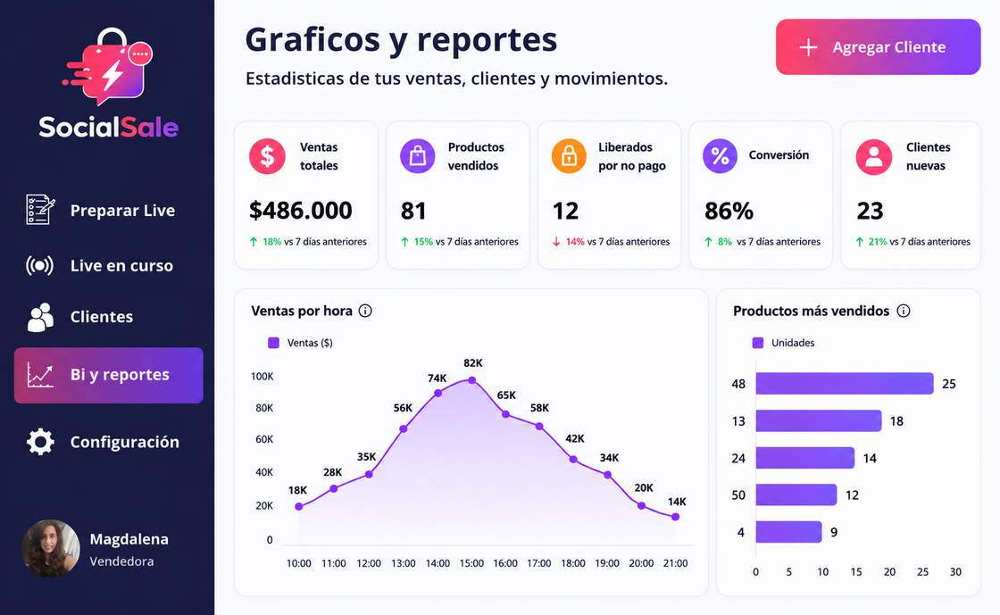 SocialSale
Preparar Live
Live en curso
Clientes
Bi y reportes
Configuración
Magdalena
Vendedora
Graficos y reportes
Estadisticas de tus ventas, clientes y movimientos.
Agregar Cliente
Ventas
totales
$486.000
18% vs 7 días anteriores
Productos
vendidos
81
15% vs 7 días anteriores
Liberados
por no pago
12
14% vs 7 días anteriores
Conversión
86%
8% vs 7 días anteriores
Clientes
nuevas
23
21% vs 7 días anteriores
Ventas por hora
Ventas ($)
100K
80K
60K
40K
20K
0
18K
28K
35K
56K
74K
82K
65K
58K
42K
34K
20K
14K
10:00 11:00 12:00 13:00 14:00 15:00 16:00 17:00 18:00 19:00 20:00 21:00
Productos más vendidos
Unidades
48 25
13 18
24 14
50 12
4 9
0 5 10 15 20 25 30